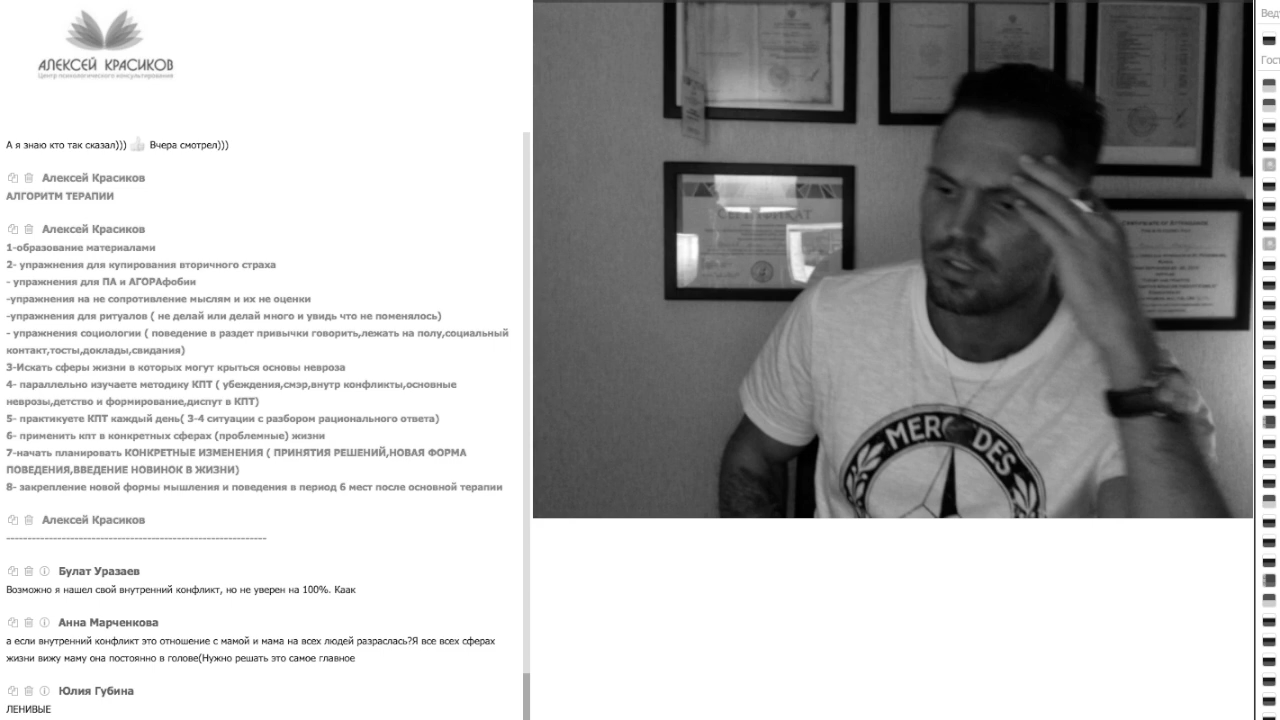 АЛЕКСЕЙ КРАСИКОВ
Центр психологического консультирования
А я знаю кто так сказал))) Вчера смотрел)))
Алексей Красиков
АЛГОРИТМ ТЕРАПИИ
Алексей Красиков
1-образование материалами
2- упражнения для купирования вторичного страха
- упражнения для ПА и АГОРАфобии
-упражнения на не сопротивление мыслям и их не оценки
-упражнения для ритуалов ( не делай или делай много и увидь что не поменялось)
- упражнения социологии ( поведение в раздет привычки говорить,лежать на полу,социальный
контакт,тосты,доклады,свидания)
3-Искать сферы жизни в которых могут крыться основы невроза
4- параллельно изучаете методику КПТ ( убеждения,смэр,внутр конфликты,основные
неврозы,детство и формирование,диспут в КПТ)
5- практикуете КПТ каждый день( 3-4 ситуации с разбором рационального ответа)
6- применить кпт в конкретных сферах (проблемные) жизни
7-начать планировать КОНКРЕТНЫЕ ИЗМЕНЕНИЯ ( ПРИНЯТИЯ РЕШЕНИЙ,НОВАЯ ФОРМА
ПОВЕДЕНИЯ,ВВЕДЕНИЕ НОВИНОК В ЖИЗНИ)
8- закрепление новой формы мышления и поведения в период 6 мест после основной терапии
Алексей Красиков
-------------------------------------------------------------
Булат Уразаев
Возможно я нашел свой внутренний конфликт, но не уверен на 100%. Каак
Анна Марченкова
а если внутренний конфликт это отношение с мамой и мама на всех людей разраслась?Я все всех сферах
жизни вижу маму она постоянно в голове(Нужно решать это самое главное
Юлия Губина
ЛЕНИВЫЕ
СЕРТИФИКАТ
MERCEDES